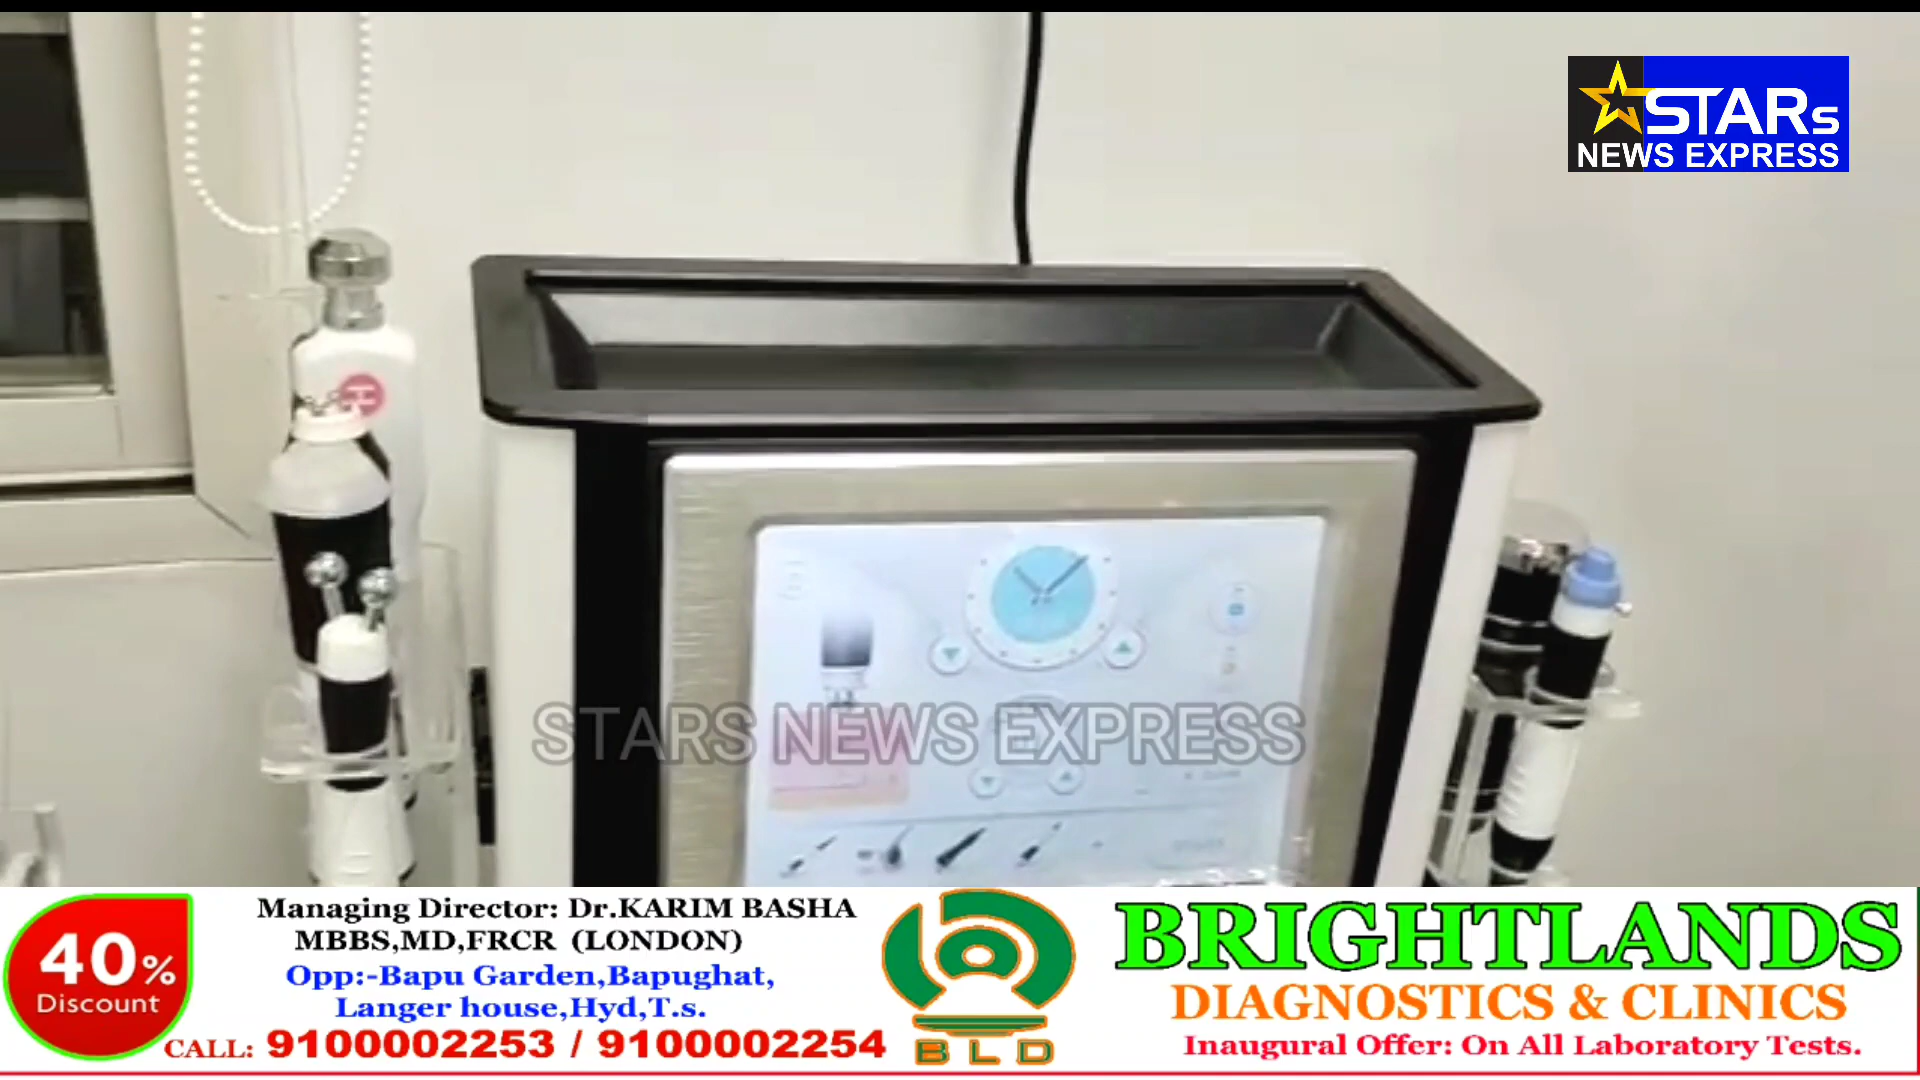 STARs
NEWS EXPRESS
H
STARS NEWS EXPRESS
40%
Discount
Managing Director: Dr.KARIM BASHA
MBBS,MD,FRCR (LONDON)
Opp:-Bapu Garden,Bapughat,
Langer house,Hyd,T.s.
CALL: 9100002253 / 9100002254
BLD
BRIGHTLANDS
DIAGNOSTICS & CLINICS
Inaugural Offer: On All Laboratory Tests.